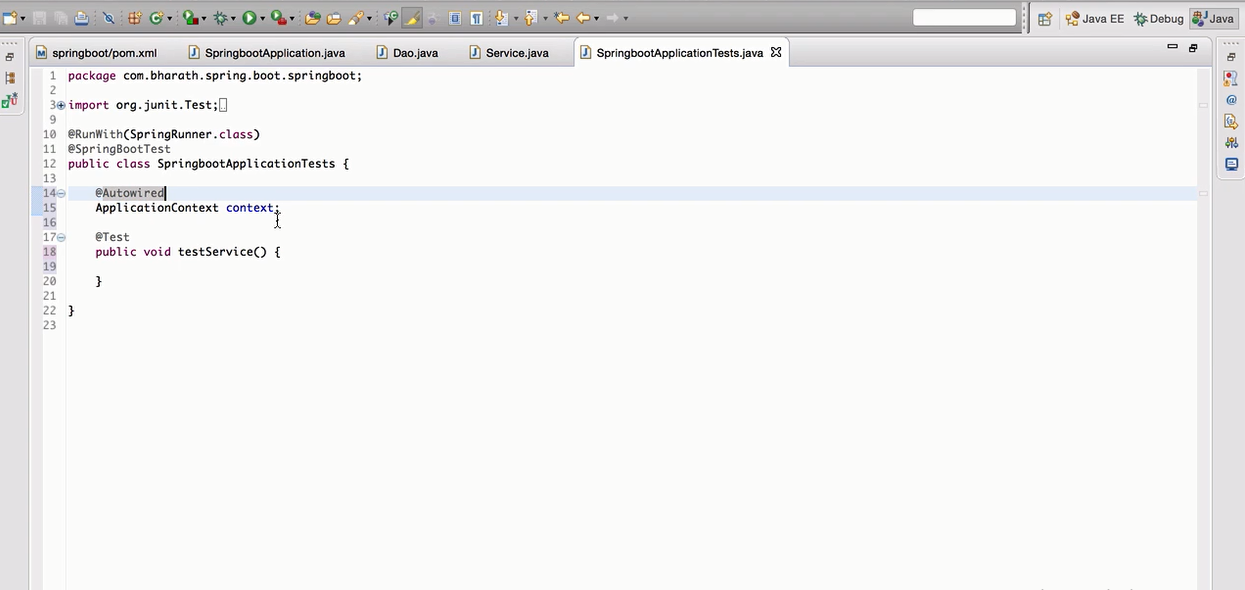 Java EE Debug Java
springboot/pom.xml SpringbootApplication.java Dao.java Service.java SpringbootApplicationTests.java
1 package com.bharath.spring.boot.springboot;
2
3 import org.junit.Test;
9
10 @RunWith(SpringRunner.class)
11 @SpringBootTest
12 public class SpringbootApplicationTests {
13
14 @Autowired
15 ApplicationContext context;
16
17 @Test
18 public void testService() {
19
20 }
21
22 }
23